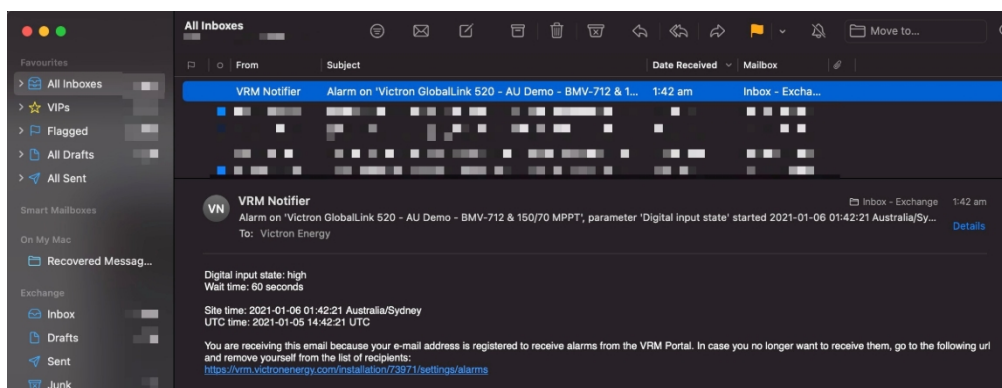 All Inboxes
Move to...
Favourites
All Inboxes
VIPs
Flagged
All Drafts
All Sent
Smart Mailboxes
On My Mac
Recovered Messag...
Exchange
Inbox
Drafts
Sent
Junk
From Subject Date Received Mailbox
VRM Notifier Alarm on 'Victron GlobalLink 520 - AU Demo - BMV-712 & 1... 1:42 am Inbox - Excha...
VN
VRM Notifier Inbox - Exchange 1:42 am
Alarm on 'Victron GlobalLink 520 - AU Demo - BMV-712 & 150/70 MPPT', parameter 'Digital input state' started 2021-01-06 01:42:21 Australia/Sy...
To: Victron Energy Details
Digital input state: high
Wait time: 60 seconds
Site time: 2021-01-06 01:42:21 Australia/Sydney
UTC time: 2021-01-05 14:42:21 UTC
You are receiving this email because your e-mail address is registered to receive alarms from the VRM Portal. In case you no longer want to receive them, go to the following url
and remove yourself from the list of recipients:
https://vrm.victronenergy.com/installation/73971/settings/alarms